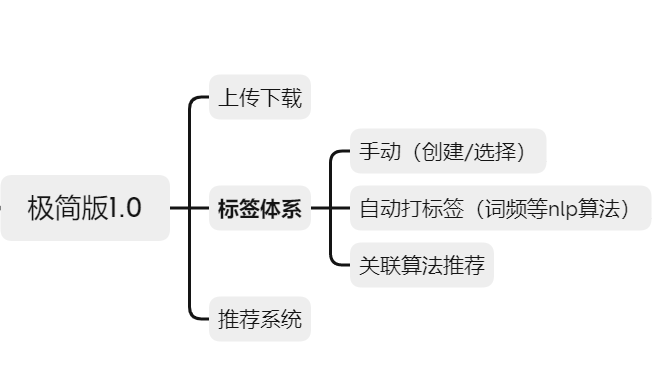 极简版1.0
上传下载
标签体系
手动（创建/选择）
自动打标签（词频等nlp算法）
关联算法推荐
推荐系统